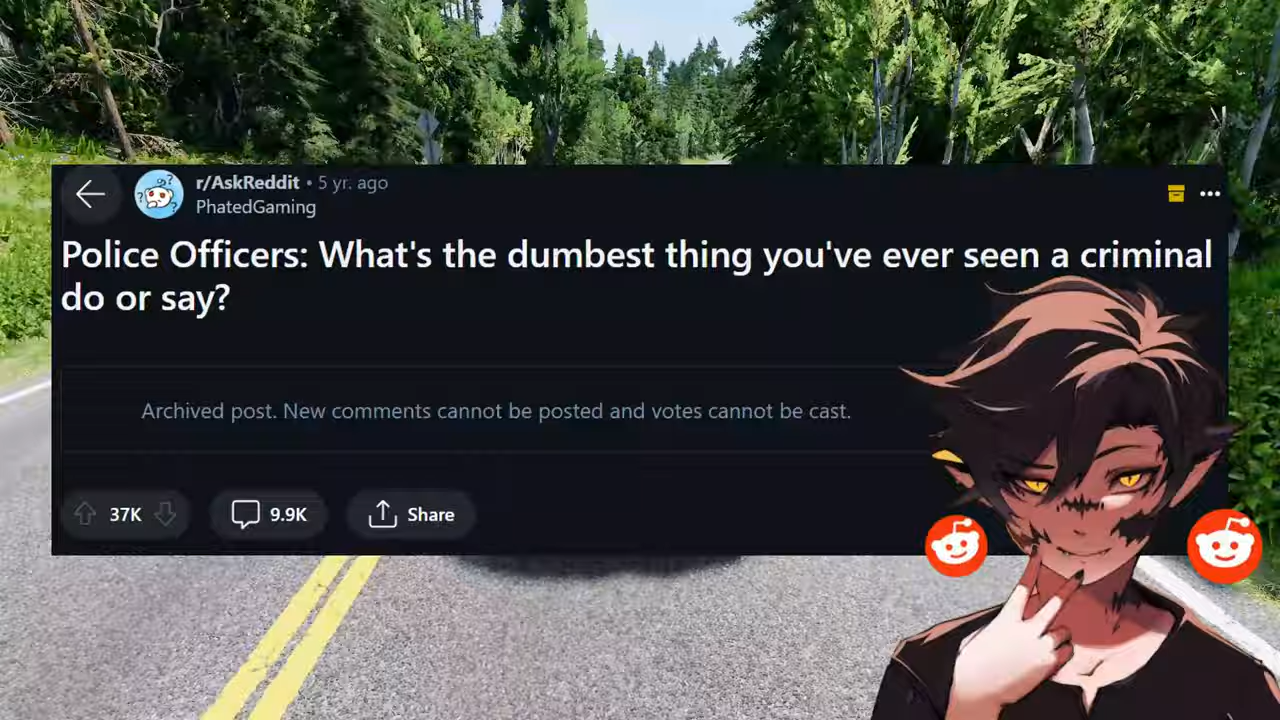 r/AskReddit • 5 yr. ago
PhatedGaming
Police Officers: What's the dumbest thing you've ever seen a criminal
do or say?
Archived post. New comments cannot be posted and votes cannot be cast.
37K
9.9K
Share